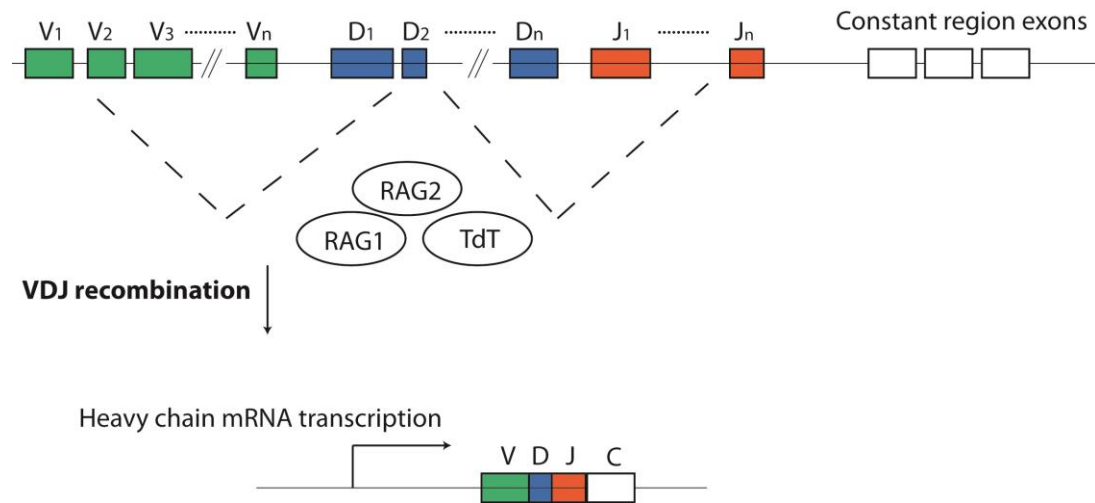 Constant region exons
V1 V2 V3 ........ Vn D1 D2 ........ Dn J1 ........ Jn
RAG2
RAG1 TdT
VDJ recombination
Heavy chain mRNA transcription
V D J C